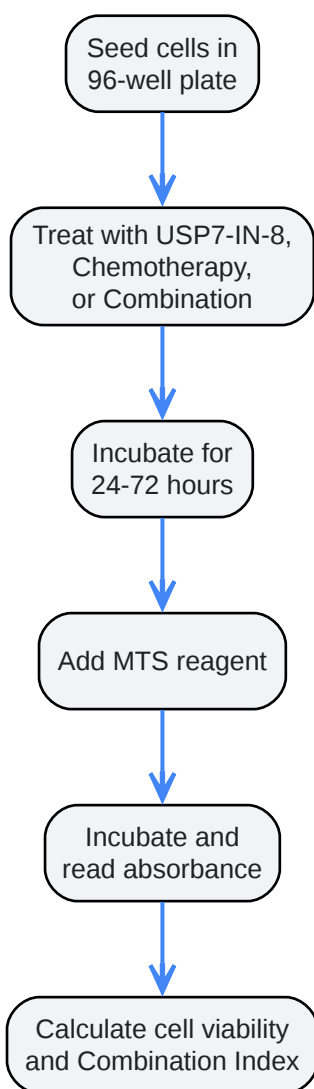 Seed cells in
96-well plate
Treat with USP7-IN-8,
Chemotherapy,
or Combination
Incubate for
24-72 hours
Add MTS reagent
Incubate and
read absorbance
Calculate cell viability
and Combination Index